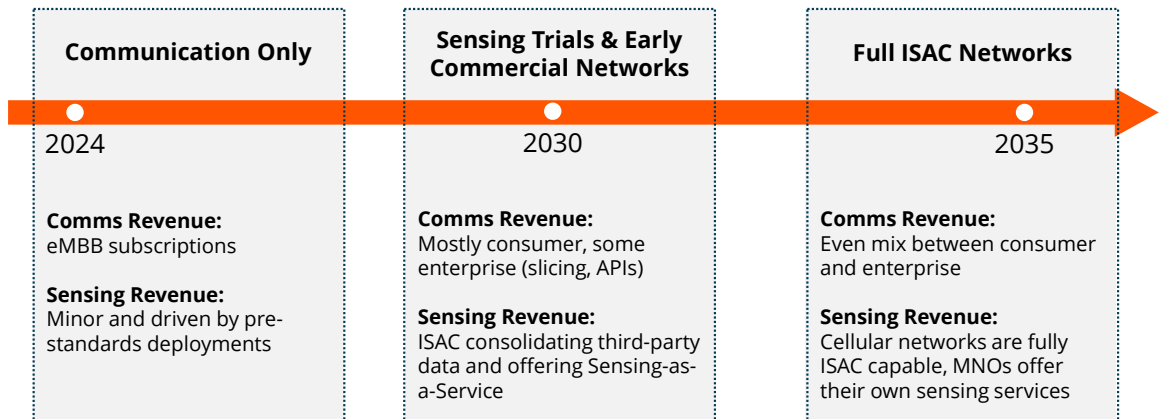 Communication Only
Sensing Trials & Early
Commercial Networks
Full ISAC Networks
2024
2030
2035
Comms Revenue:
eMBB subscriptions
Sensing Revenue:
Minor and driven by pre-
standards deployments
Comms Revenue:
Mostly consumer, some
enterprise (slicing, APIs)
Sensing Revenue:
ISAC consolidating third-party
data and offering Sensing-as-
a-Service
Comms Revenue:
Even mix between consumer
and enterprise
Sensing Revenue:
Cellular networks are fully
ISAC capable, MNOs offer
their own sensing services